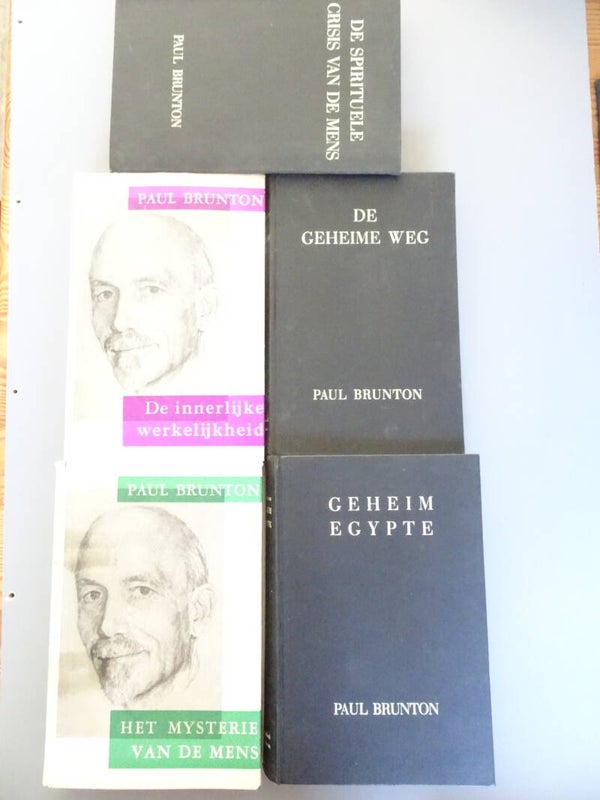 DE SPIRITUELE
CRISIS VAN DE MENS
PAUL BRUNTON
PAUL BRUNTON
De innerlijke
werkelijkheid
DE
GEHEIME WEG
PAUL BRUNTON
PAUL BRUNTON
HET MYSTERIE
VAN DE MENS
GEHEIM
EGYPTE
PAUL BRUNTON